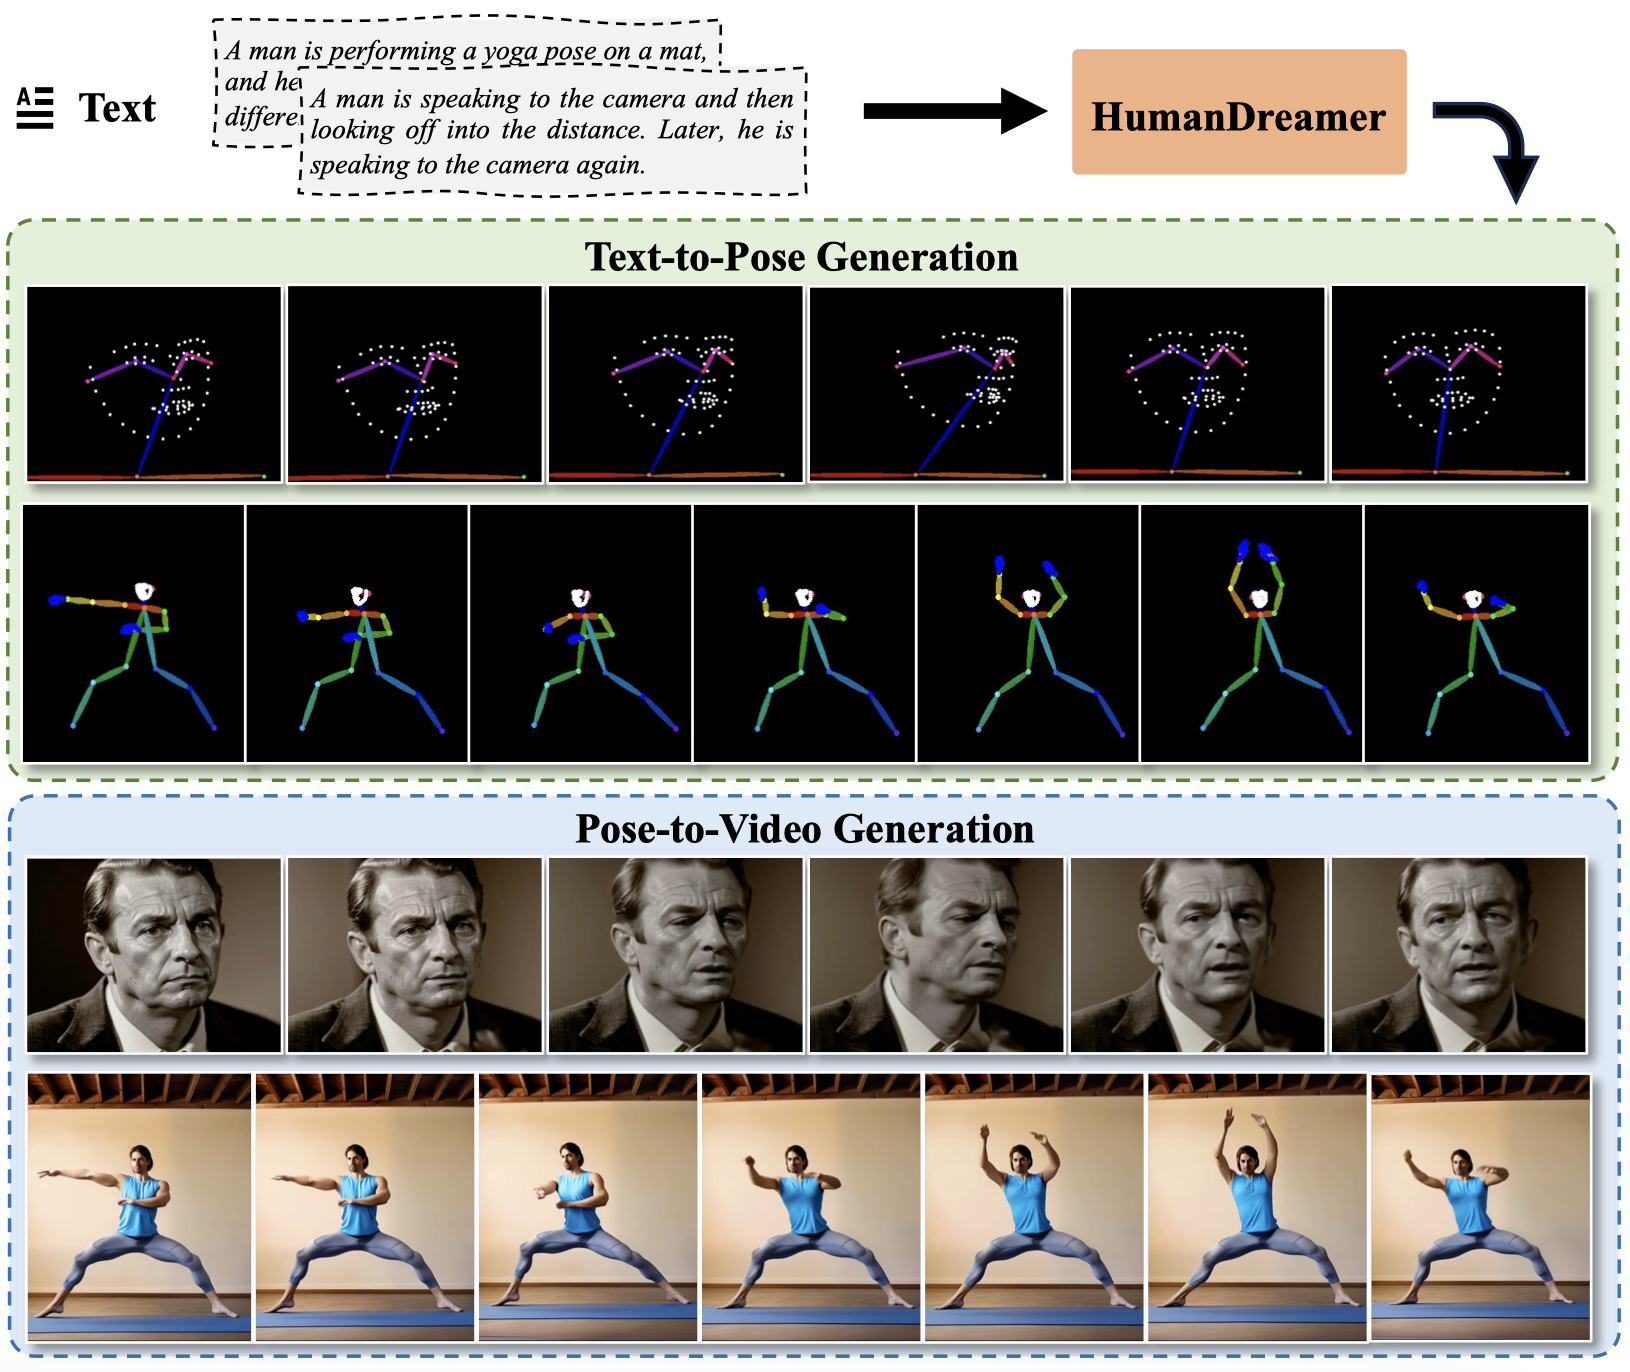 A
Text
A man is performing a yoga pose on a mat,
and he
differe
A man is speaking to the camera and then
looking off into the distance. Later, he is
speaking to the camera again.
HumanDreamer
Text-to-Pose Generation
Pose-to-Video Generation